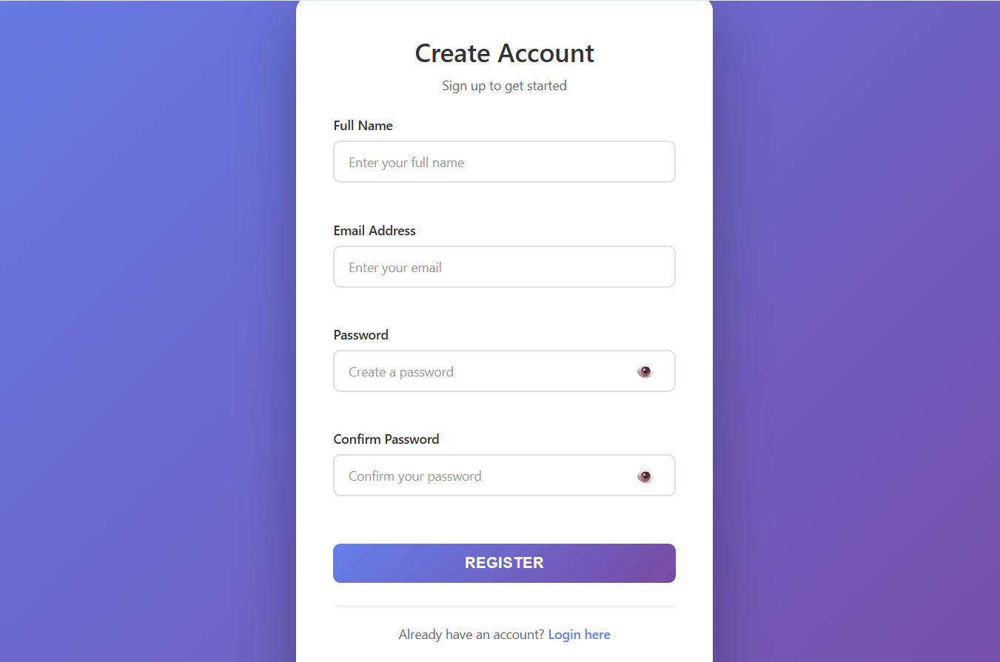 Create Account
Sign up to get started
Full Name
Enter your full name
Email Address
Enter your email
Password
Create a password
Confirm Password
Confirm your password
REGISTER
Already have an account? Login here